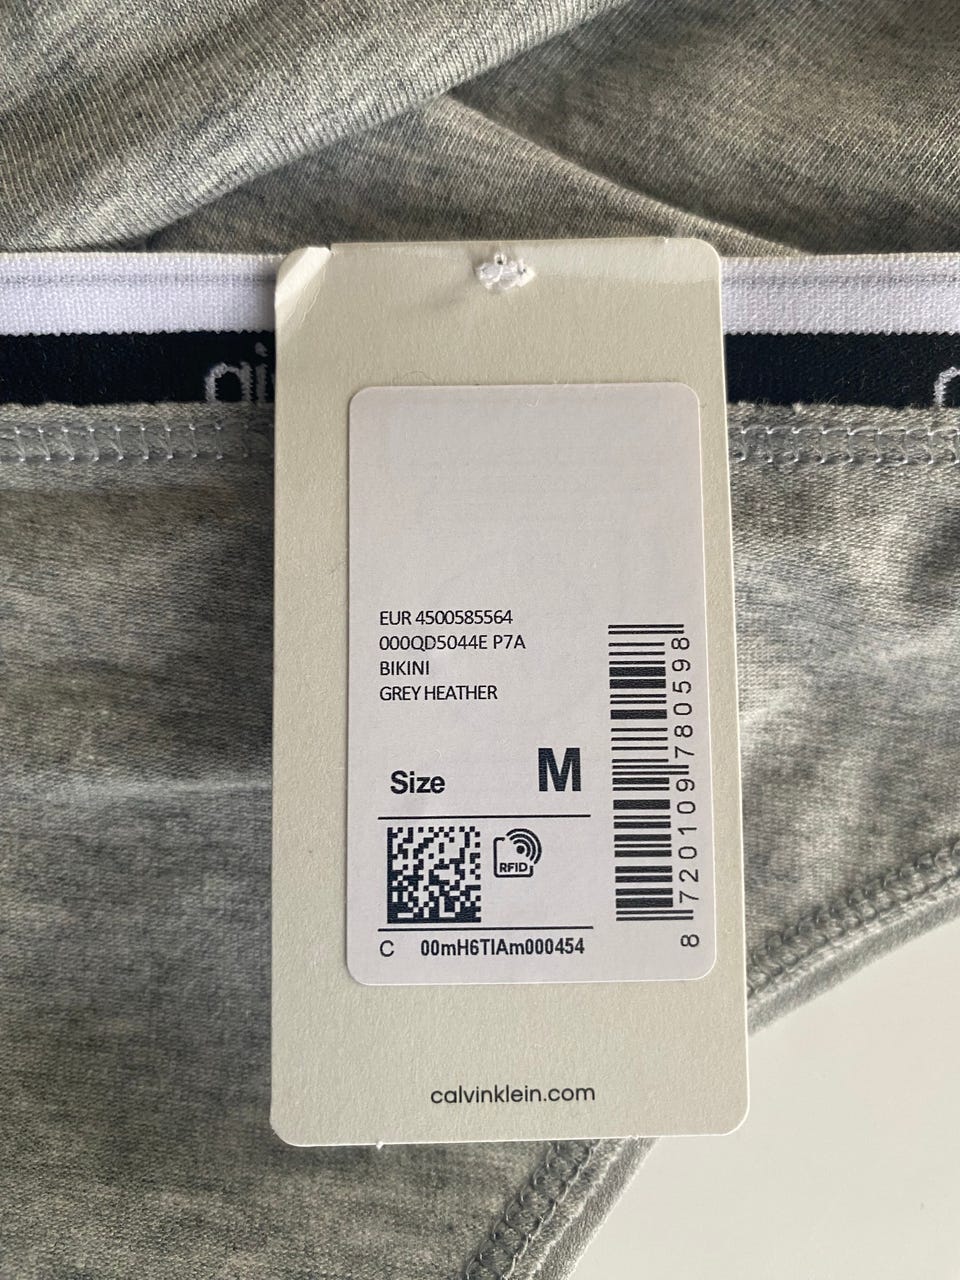 EUR 4500585564
000QD5044E P7A
BIKINI
GREY HEATHER
Size M
RFID
C 00mH6TIAm000454
8 720109 780598
calvinklein.com